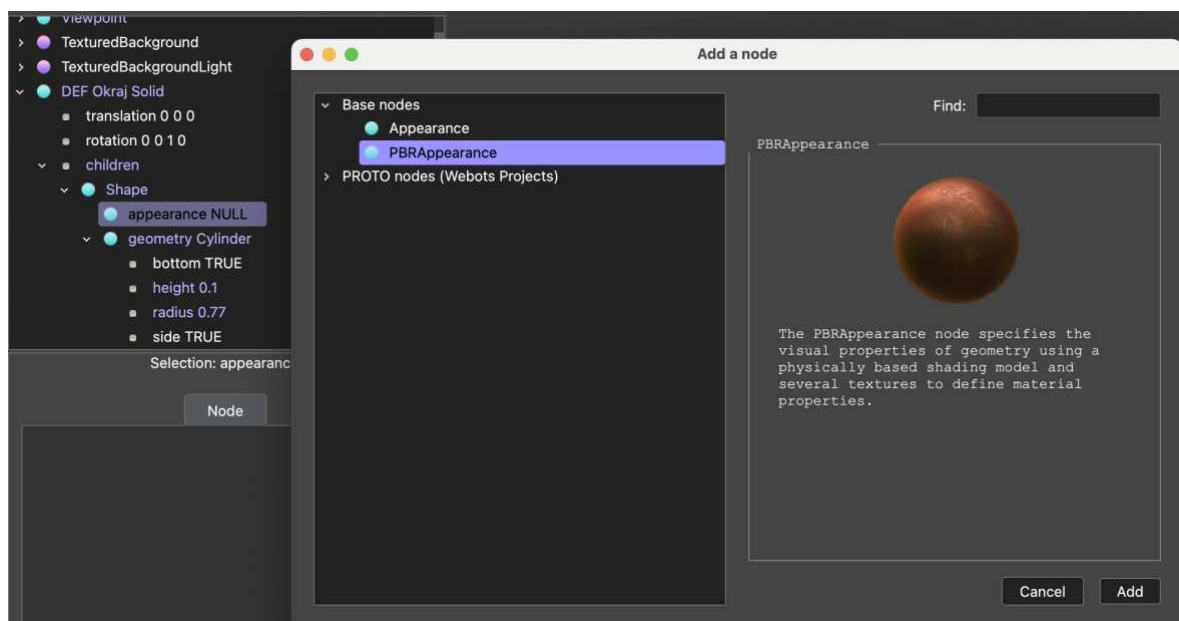 Viewpoint
TexturedBackground
TexturedBackgroundLight
DEF Okraj Solid
translation 0 0 0
rotation 0 0 1 0
children
Shape
appearance NULL
geometry Cylinder
bottom TRUE
height 0.1
radius 0.77
side TRUE
Selection: appearanc
Node
Add a node
Base nodes
Appearance
PBRAppearance
PROTO nodes (Webots Projects)
Find:
PBRAppearance
The PBRAppearance node specifies the
visual properties of geometry using a
physically based shading model and
several textures to define material
properties.
Cancel
Add